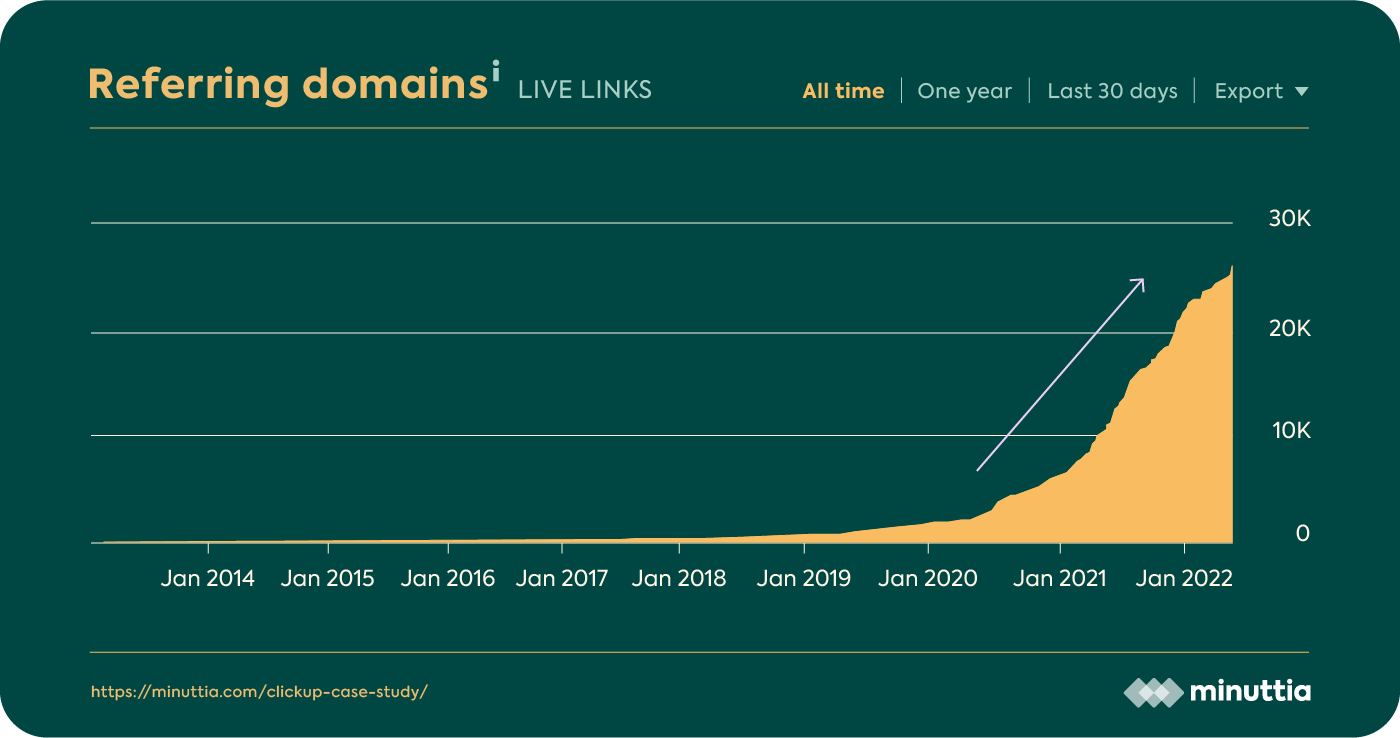 Referring domains i LIVE LINKS
All time | One year | Last 30 days | Export
30K
20K
10K
0
Jan 2014 Jan 2015 Jan 2016 Jan 2017 Jan 2018 Jan 2019 Jan 2020 Jan 2021 Jan 2022
https://minuttia.com/clickup-case-study/ minuttia